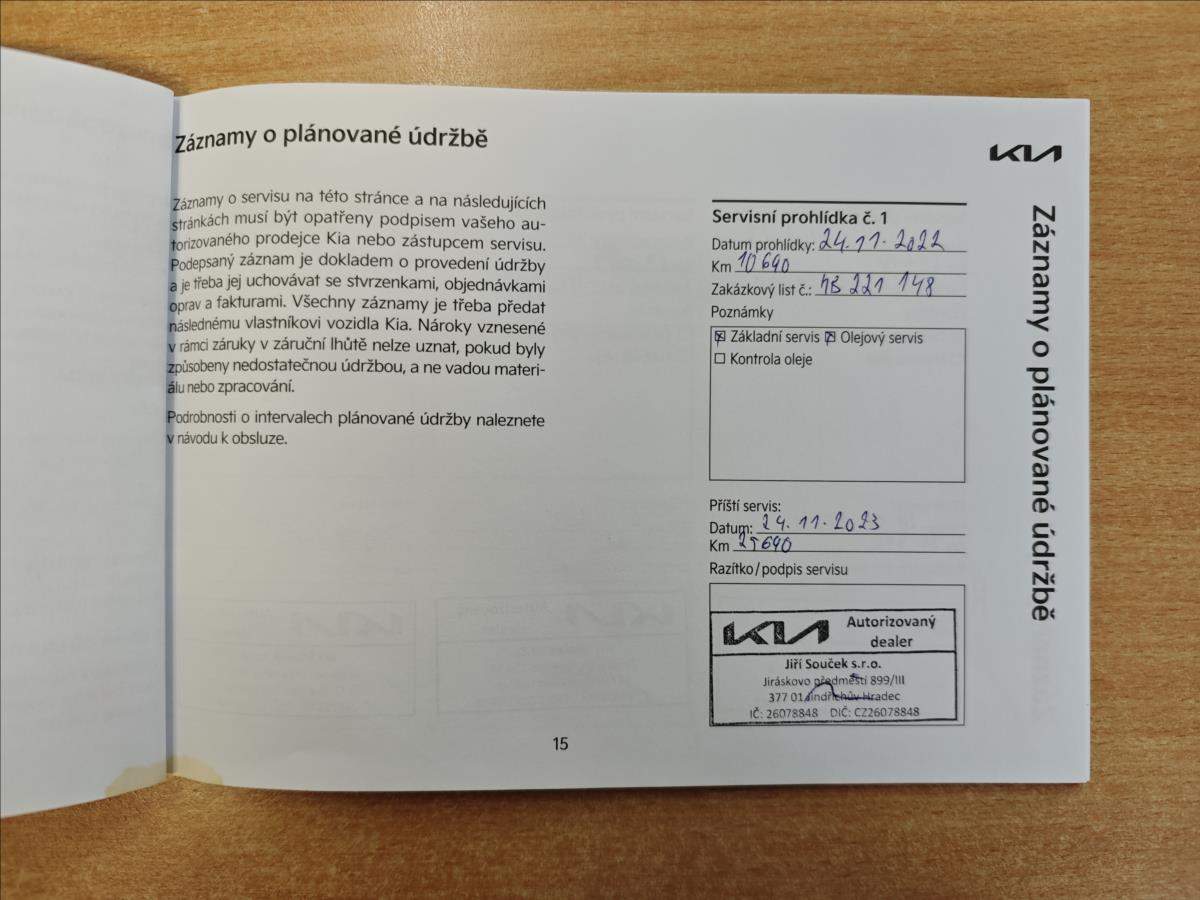 Záznamy o plánované údržbě
Záznamy o servisu na této stránce a na následujících
stránkách musí být opatřeny podpisem vašeho au-
torizovaného prodejce Kia nebo zástupcem servisu.
Podepsaný záznam je dokladem o provedení údržby
a je třeba jej uchovávat se stvrzenkami, objednávkami
oprav a fakturami. Všechny záznamy je třeba předat
následnému vlastníkovi vozidla Kia. Nároky vznesené
v rámci záruky v záruční lhůtě nelze uznat, pokud byly
způsobeny nedostatečnou údržbou, a ne vadou materi-
álu nebo zpracování.
Podrobnosti o intervalech plánované údržby naleznete
v návodu k obsluze.
KIA
Servisní prohlídka č. 1
Datum prohlídky: 24.11.2022
Km 10 690
Zakázkový list č.: 221 148
Poznámky
Základní servis Olejový servis
Kontrola oleje
Příští servis:
Datum: 24.11.2023
Km 25690
Razítko/podpis servisu
KIA Autorizovaný
dealer
Jiří Souček s.r.o.
Jiráskovo předměstí 899/III
377 01 Jindřichův Hradec
IČ: 26078848 DIČ: CZ26078848
15
Záznamy o plánované údržbě